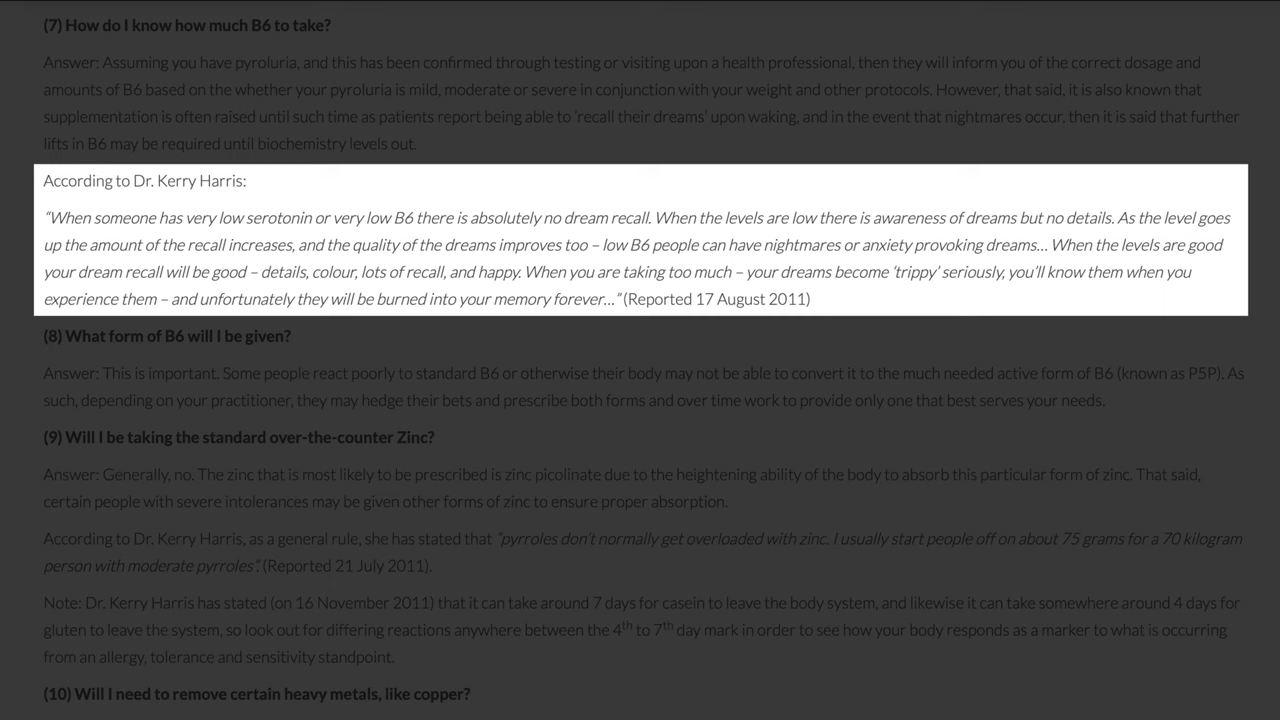 (7) How do I know how much B6 to take?
Answer: Assuming you have pyroluria, and this has been confirmed through testing or visiting upon a health professional, then they will inform you of the correct dosage and
amounts of B6 based on the whether your pyroluria is mild, moderate or severe in conjunction with your weight and other protocols. However, that said, it is also known that
supplementation is often raised until such time as patients report being able to ‘recall their dreams’ upon waking, and in the event that nightmares occur, then it is said that further
lifts in B6 may be required until biochemistry levels out.
According to Dr. Kerry Harris:
“When someone has very low serotonin or very low B6 there is absolutely no dream recall. When the levels are low there is awareness of dreams but no details. As the level goes
up the amount of the recall increases, and the quality of the dreams improves too – low B6 people can have nightmares or anxiety provoking dreams… When the levels are good
your dream recall will be good – details, colour, lots of recall, and happy. When you are taking too much – your dreams become ‘trippy’ seriously, you’ll know them when you
experience them – and unfortunately they will be burned into your memory forever…” (Reported 17 August 2011)
(8) What form of B6 will I be given?
Answer: This is important. Some people react poorly to standard B6 or otherwise their body may not be able to convert it to the much needed active form of B6 (known as P5P). As
such, depending on your practitioner, they may hedge their bets and prescribe both forms and over time work to provide only one that best serves your needs.
(9) Will I be taking the standard over-the-counter Zinc?
Answer: Generally, no. The zinc that is most likely to be prescribed is zinc picolinate due to the heightening ability of the body to absorb this particular form of zinc. That said,
certain people with severe intolerances may be given other forms of zinc to ensure proper absorption.
According to Dr. Kerry Harris, as a general rule, she has stated that “pyrroles don’t normally get overloaded with zinc. I usually start people off on about 75 grams for a 70 kilogram
person with moderate pyrroles”. (Reported 21 July 2011).
Note: Dr. Kerry Harris has stated (on 16 November 2011) that it can take around 7 days for casein to leave the body system, and likewise it can take somewhere around 4 days for
gluten to leave the system, so look out for differing reactions anywhere between the 4th to 7th day mark in order to see how your body responds as a marker to what is occurring
from an allergy, tolerance and sensitivity standpoint.
(10) Will I need to remove certain heavy metals, like copper?